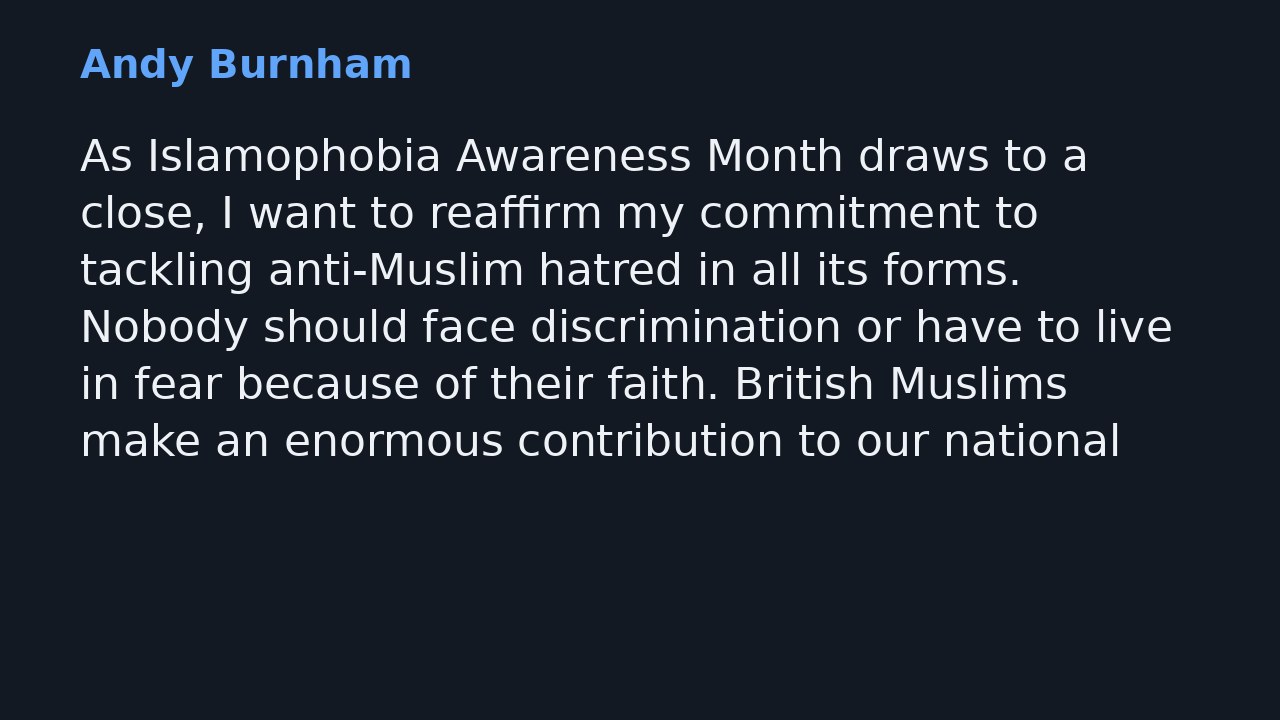 Andy Burnham
As Islamophobia Awareness Month draws to a
close, I want to reaffirm my commitment to
tackling anti-Muslim hatred in all its forms.
Nobody should face discrimination or have to live
in fear because of their faith. British Muslims
make an enormous contribution to our national